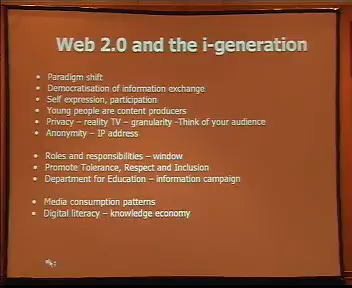 Web 2.0 and the i-generation
• Paradigm shift
• Democratisation of information exchange
• Self expression, participation
• Young people are content producers
• Privacy – reality TV – granularity -Think of your audience
• Anonymity – IP address
• Roles and responsibilities – window
• Promote Tolerance, Respect and Inclusion
• Department for Education – information campaign
• Media consumption patterns
• Digital literacy – knowledge economy